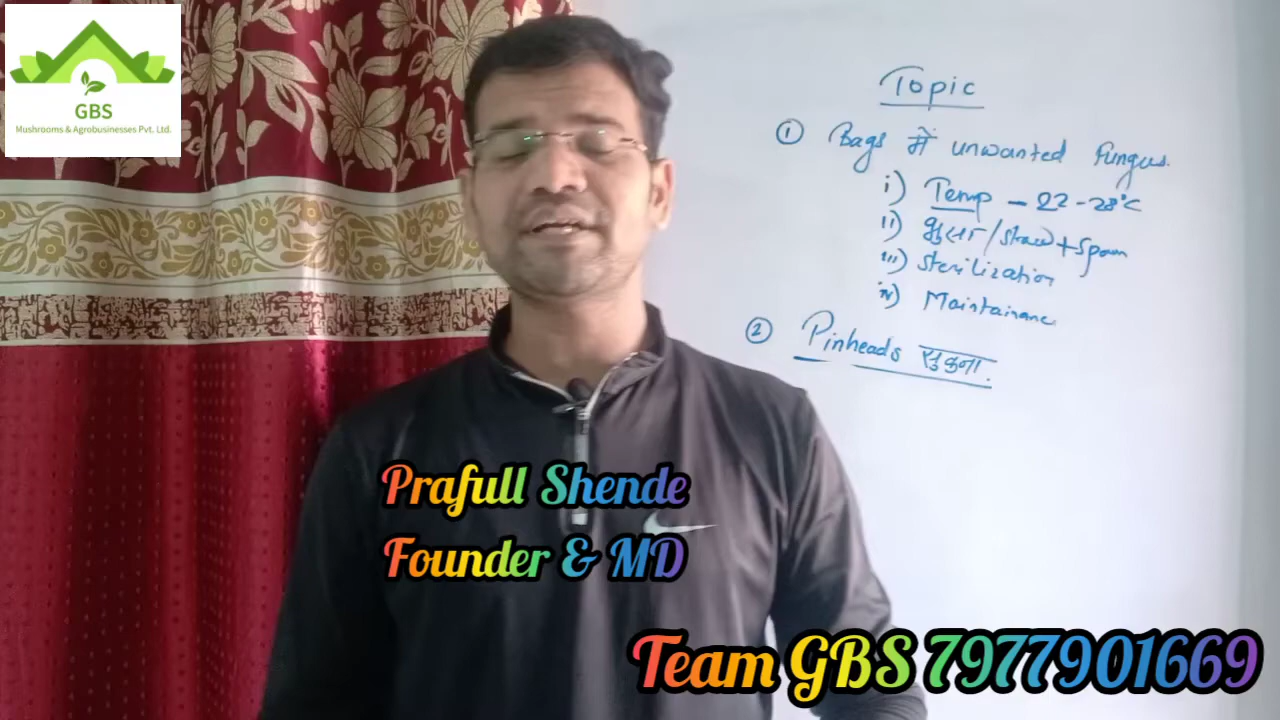 GBS
Mushrooms & Agrobusinesses Pvt. Ltd.
Topic
① Bags में unwanted fungus.
i) Temp - 22-28°C
ii) भुसा/straw + Spawn
iii) Sterilization
iv) Maintainance
② Pinheads सुकना.
Prafull Shende
Founder & MD
Team GBS 7977901669